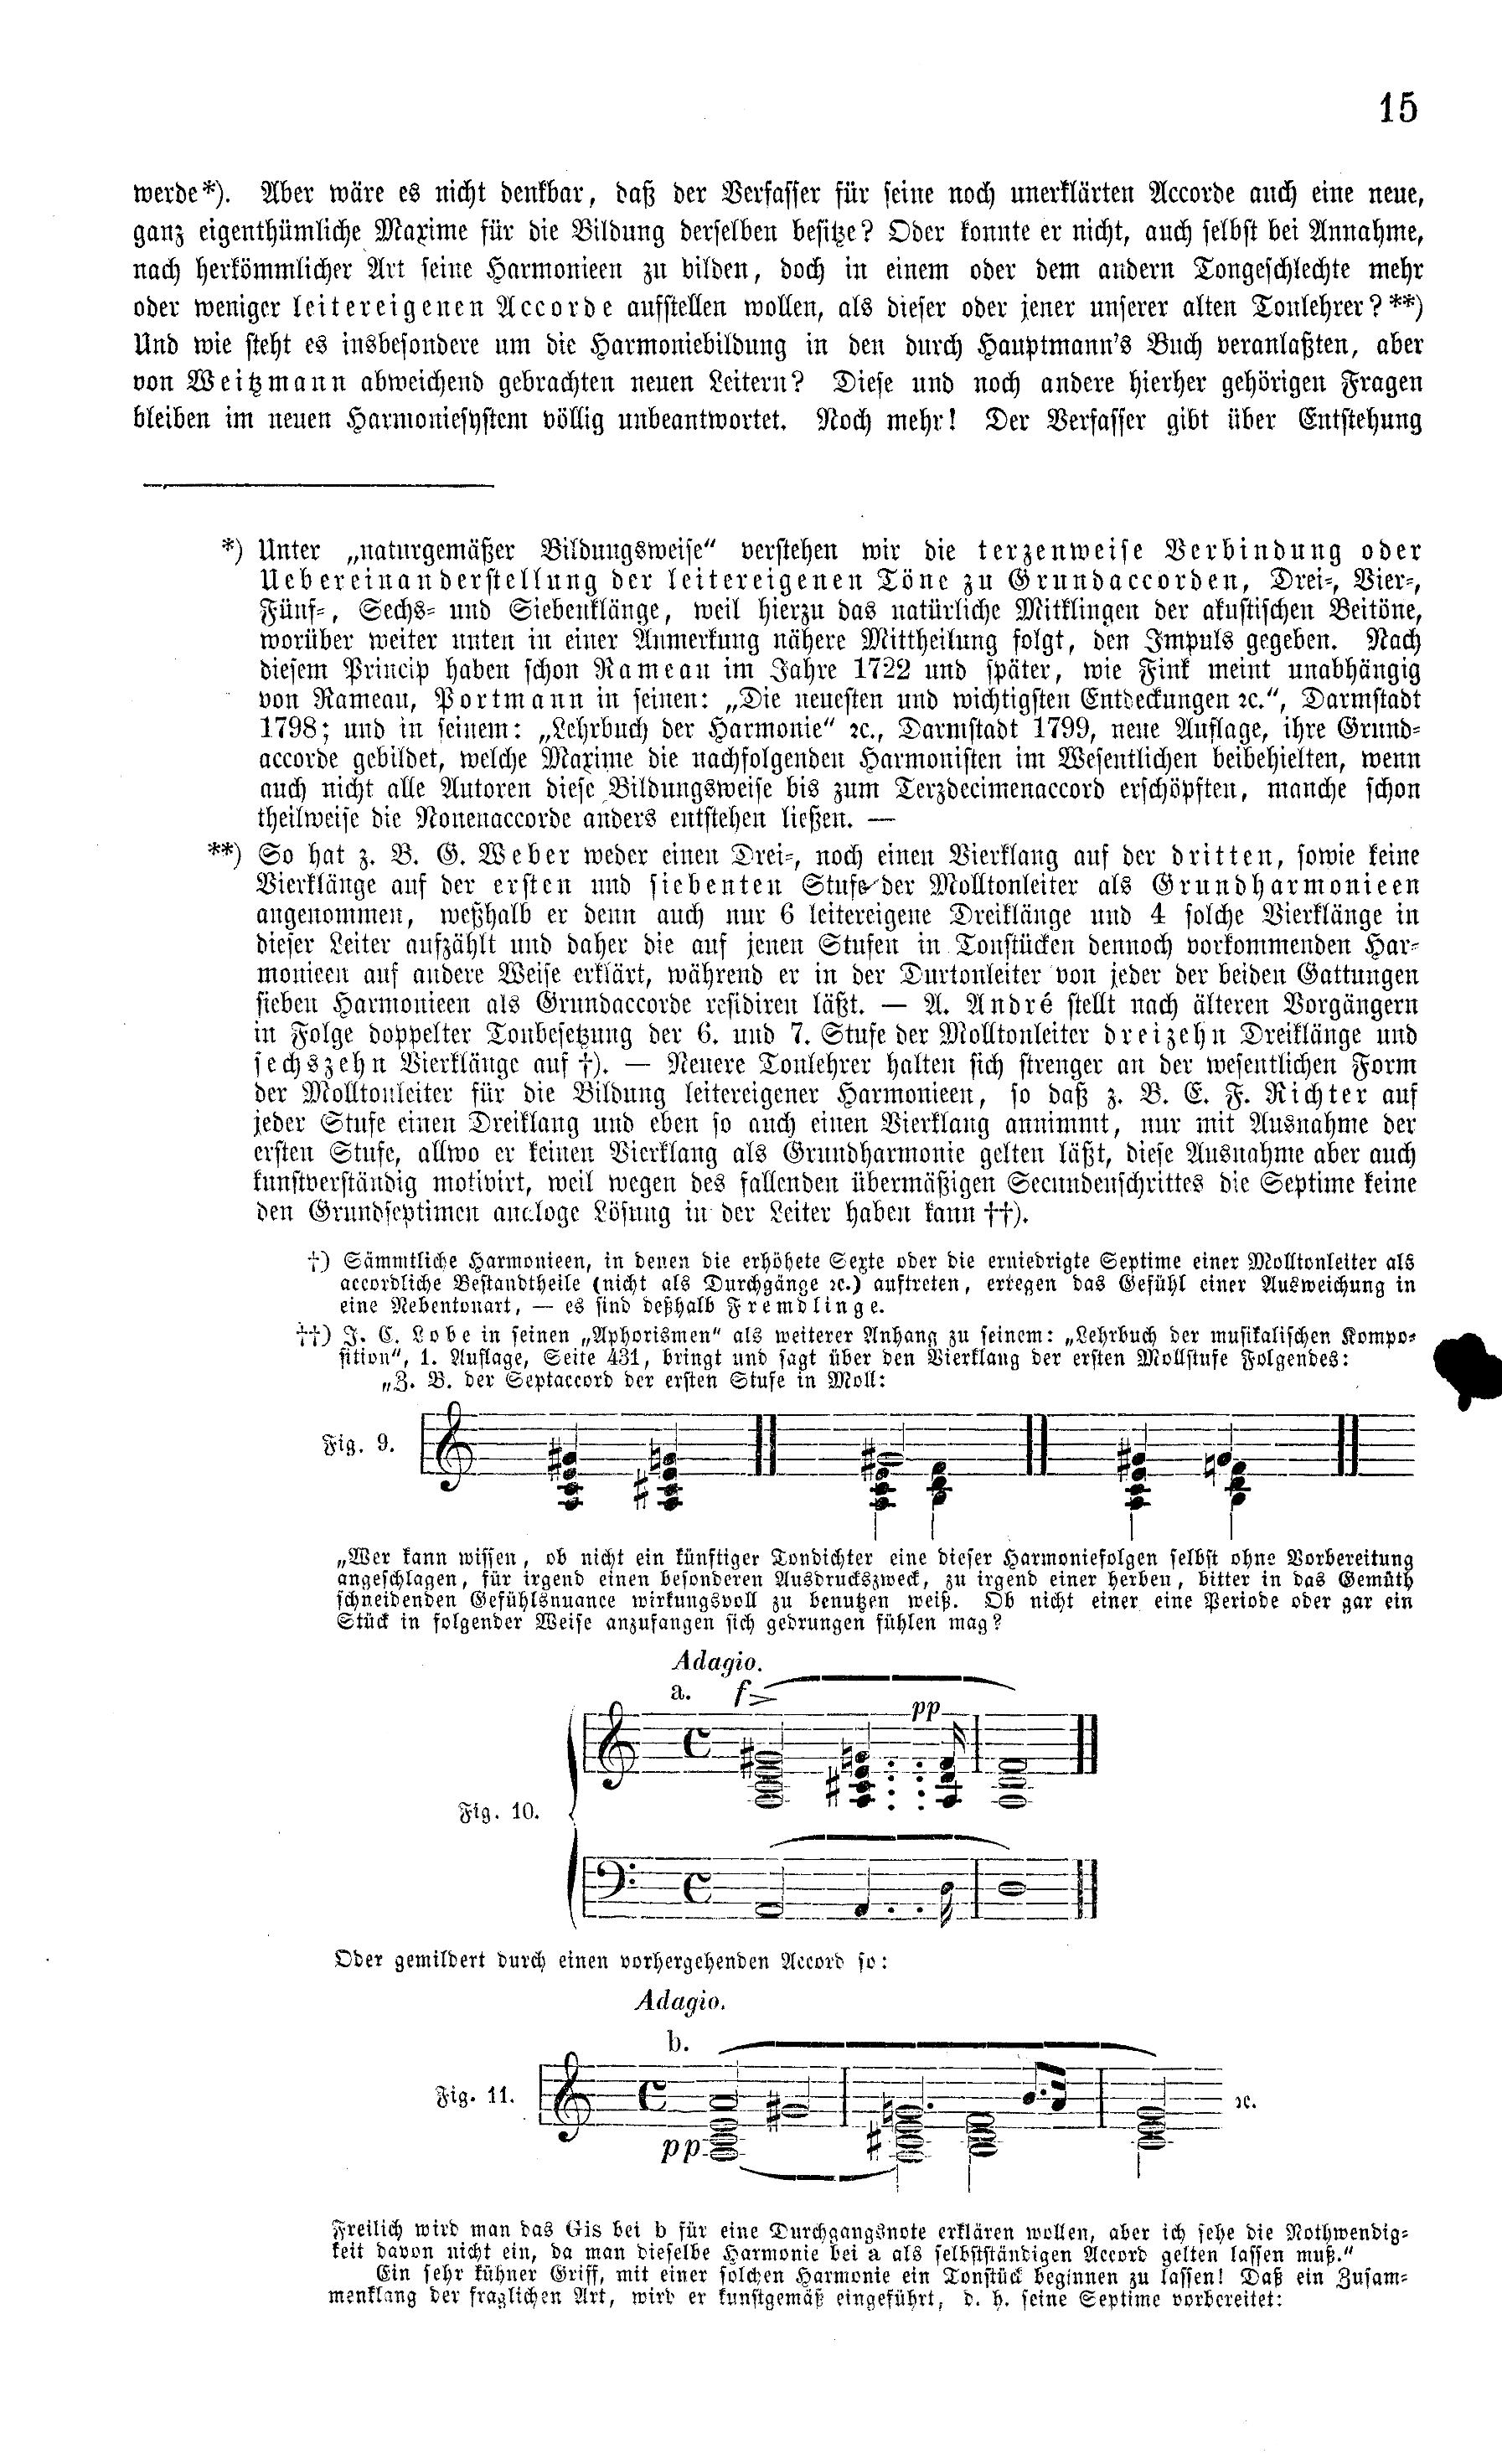 15
werde*). Aber wäre es nicht denkbar, daß der Verfasser für seine noch unerklärten Accorde auch eine neue,
ganz eigenthümliche Maxime für die Bildung derselben besitze? Oder konnte er nicht, auch selbst bei Annahme,
nach herkömmlicher Art seine Harmonieen zu bilden, doch in einem oder dem andern Tongeschlechte mehr
oder weniger leitereigenen Accorde aufstellen wollen, als dieser oder jener unserer alten Tonlehrer?**)
Und wie steht es insbesondere um die Harmoniebildung in den durch Hauptmann's Buch veranlaßten, aber
von Weitzmann abweichend gebrachten neuen Leitern? Diese und noch andere hierher gehörigen Fragen
bleiben im neuen Harmoniesystem völlig unbeantwortet. Noch mehr! Der Verfasser gibt über Entstehung
*) Unter „naturgemäßer Bildungsweise“ verstehen wir die terzenweise Verbindung oder
Uebereinanderstellung der leitereigenen Töne zu Grundaccorden, Drei-, Vier-,
Fünf-, Sechs- und Siebenklänge, weil hierzu das natürliche Mitklingen der akustischen Beitöne,
worüber weiter unten in einer Anmerkung nähere Mittheilung folgt, den Impuls gegeben. Nach
diesem Princip haben schon Rameau im Jahre 1722 und später, wie Fink meint unabhängig
von Rameau, Portmann in seinen: „Die neuesten und wichtigsten Entdeckungen ꝛc.“, Darmstadt
1798; und in seinem: „Lehrbuch der Harmonie“ ꝛc., Darmstadt 1799, neue Auflage, ihre Grund-
accorde gebildet, welche Maxime die nachfolgenden Harmonisten im Wesentlichen beibehielten, wenn
auch nicht alle Autoren diese Bildungsweise bis zum Terzdecimenaccord erschöpften, manche schon
theilweise die Nonenaccorde anders entstehen ließen. —
**) So hat z. B. G. Weber weder einen Drei-, noch einen Vierklang auf der dritten, sowie keine
Vierklänge auf der ersten und siebenten Stufe der Molltonleiter als Grundharmonieen
angenommen, weßhalb er denn auch nur 6 leitereigene Dreiklänge und 4 solche Vierklänge in
dieser Leiter aufzählt und daher die auf jenen Stufen in Tonstücken dennoch vorkommenden Har-
monieen auf andere Weise erklärt, während er in der Durtonleiter von jeder der beiden Gattungen
sieben Harmonieen als Grundaccorde residiren läßt. — A. André stellt nach älteren Vorgängern
in Folge doppelter Tonbesetzung der 6. und 7. Stufe der Molltonleiter dreizehn Dreiklänge und
sechszehn Vierklänge auf †). — Neuere Tonlehrer halten sich strenger an der wesentlichen Form
der Molltonleiter für die Bildung leitereigener Harmonieen, so daß z. B. E. F. Richter auf
jeder Stufe einen Dreiklang und eben so auch einen Vierklang annimmt, nur mit Ausnahme der
ersten Stufe, allwo er keinen Vierklang als Grundharmonie gelten läßt, diese Ausnahme aber auch
kunstverständig motivirt, weil wegen des fallenden übermäßigen Secundenschrittes die Septime keine
den Grundseptimen analoge Lösung in der Leiter haben kann ††).
†) Sämmtliche Harmonieen, in denen die erhöhete Sexte oder die erniedrigte Septime einer Molltonleiter als
accordliche Bestandtheile (nicht als Durchgänge ꝛc.) auftreten, erregen das Gefühl einer Ausweichung in
eine Nebentonart, — es sind deßhalb Fremdlinge.
††) J. C. Lobe in seinen „Aphorismen“ als weiterer Anhang zu seinem: „Lehrbuch der musikalischen Kompo-
sition“, 1. Auflage, Seite 431, bringt und sagt über den Vierklang der ersten Mollstufe Folgendes:
„Z. B. der Septaccord der ersten Stufe in Moll:
Fig. 9.
„Wer kann wissen, ob nicht ein künftiger Tondichter eine dieser Harmoniefolgen selbst ohne Vorbereitung
angeschlagen, für irgend einen besonderen Ausdruckszweck, zu irgend einer herben, bitter in das Gemüth
schneidenden Gefühlsnuance wirkungsvoll zu benutzen weiß. Ob nicht einer eine Periode oder gar ein
Stück in folgender Weise anzufangen sich gedrungen fühlen mag?
Adagio.
a. f
pp
Fig. 10.
Oder gemildert durch einen vorhergehenden Accord so:
Adagio.
b.
Fig. 11.
ꝛc.
pp
Freilich wird man das Gis bei b für eine Durchgangsnote erklären wollen, aber ich sehe die Nothwendig-
keit davon nicht ein, da man dieselbe Harmonie bei a als selbstständigen Accord gelten lassen muß.“
Ein sehr kühner Griff, mit einer solchen Harmonie ein Tonstück beginnen zu lassen! Daß ein Zusam-
menklang der fraglichen Art, wird er kunstgemäß eingeführt, d. h. seine Septime vorbereitet: